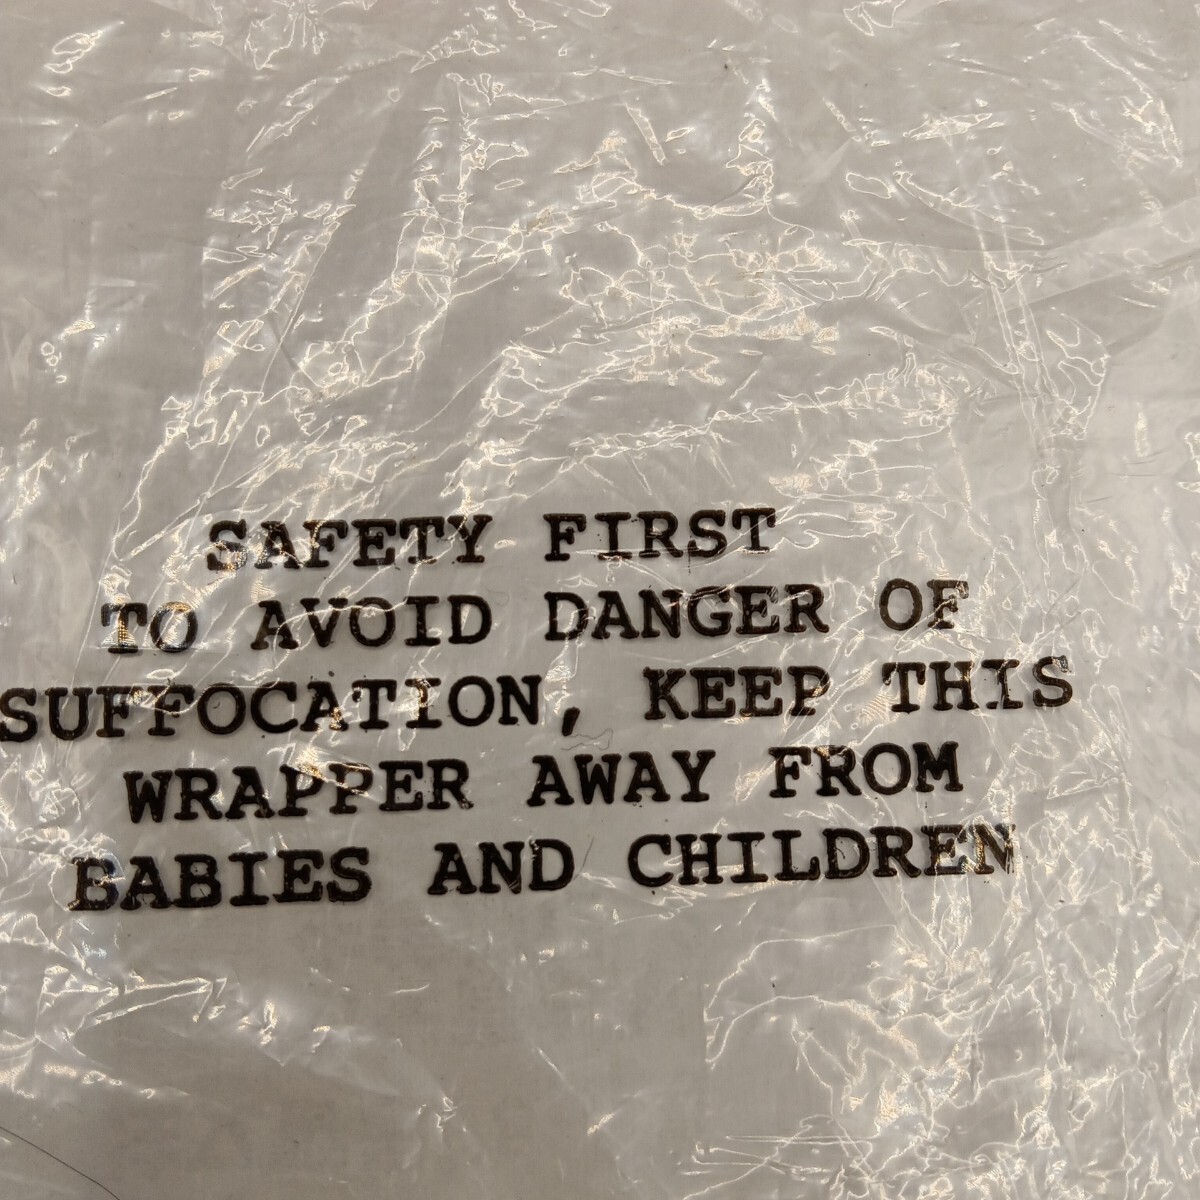 SAFETY FIRST
TO AVOID DANGER OF
SUFFOCATION, KEEP THIS
WRAPPER AWAY FROM
BABIES AND CHILDREN